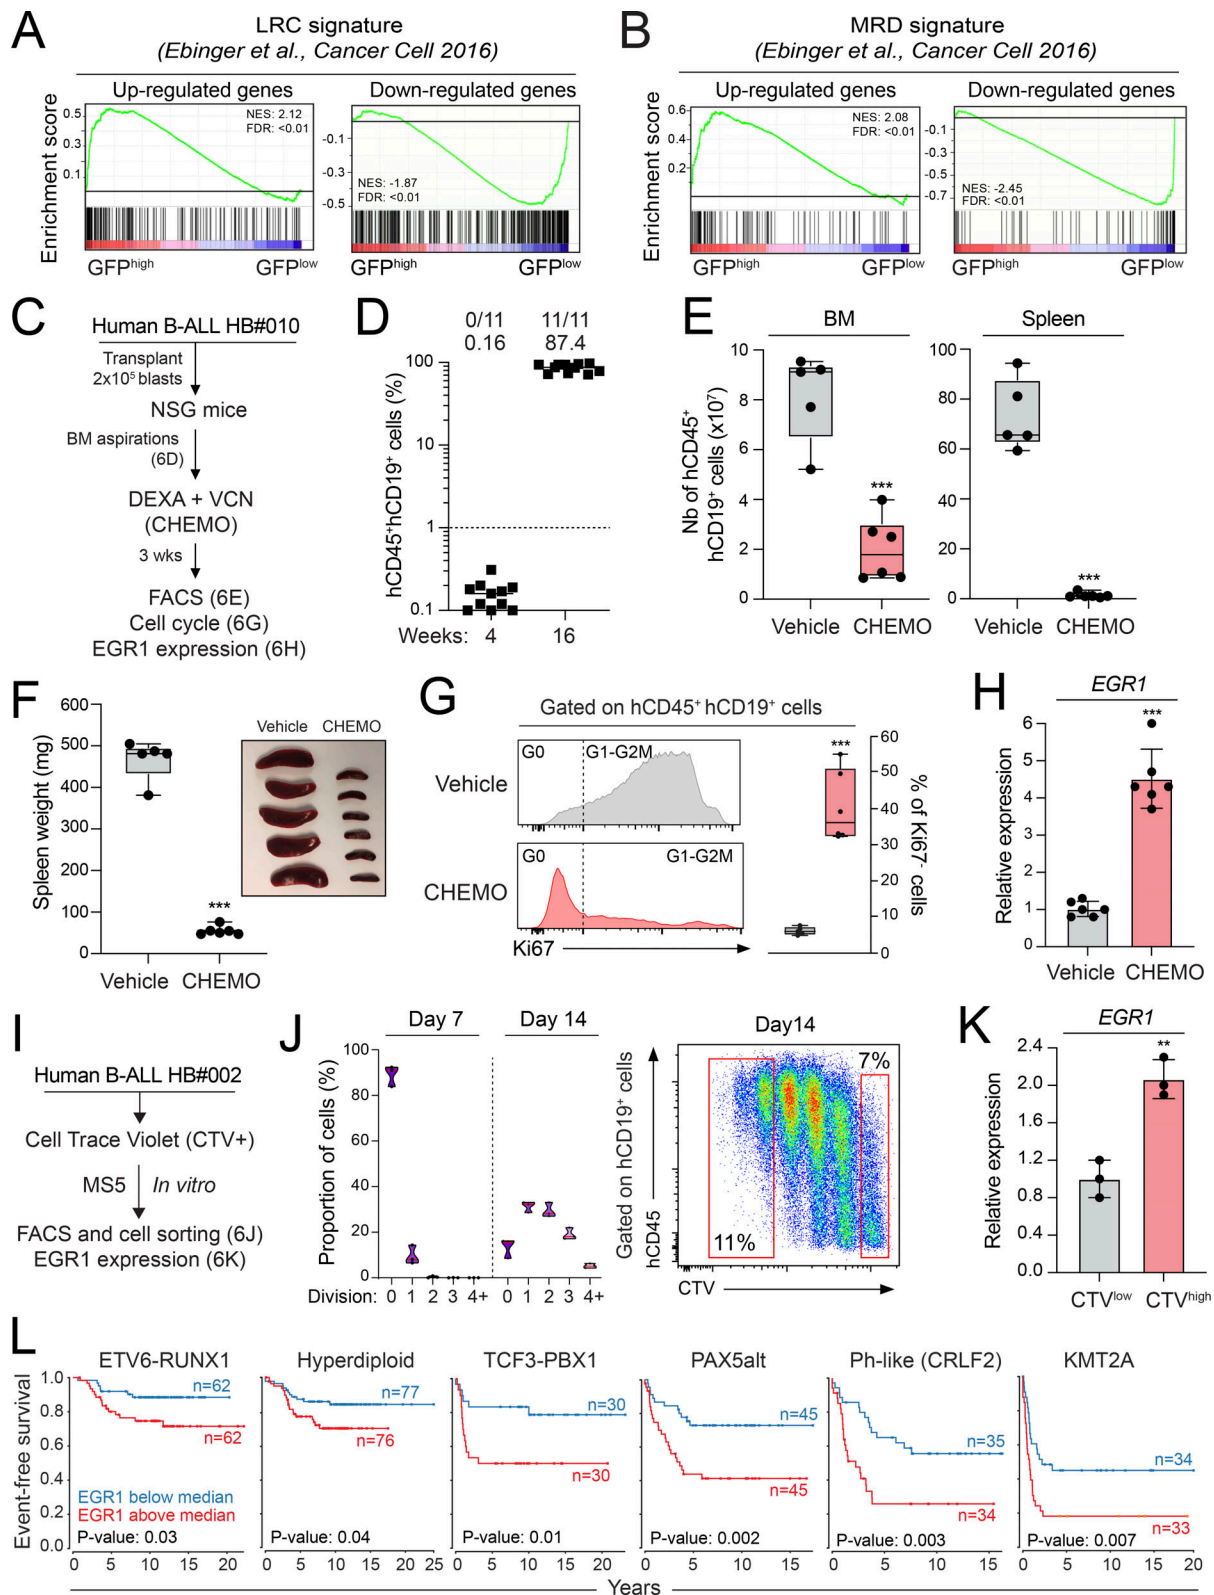 A
LRC signature
(Ebinger et al., Cancer Cell 2016)
Up-regulated genes
Down-regulated genes
Enrichment score
0.5
0.3
0.1
NES: 2.12
FDR: <0.01
-0.1
-0.3
-0.5
NES: -1.87
FDR: <0.01
GFPhigh
GFPlow
GFPhigh
GFPlow
B
MRD signature
(Ebinger et al., Cancer Cell 2016)
Up-regulated genes
Down-regulated genes
Enrichment score
0.6
0.4
0.2
NES: 2.08
FDR: <0.01
-0.1
-0.3
-0.5
-0.7
NES: -2.45
FDR: <0.01
GFPhigh
GFPlow
GFPhigh
GFPlow
C
Human B-ALL HB#010
Transplant
2x10⁵ blasts
NSG mice
BM aspirations
(6D)
DEXA + VCN
(CHEMO)
3 wks
FACS (6E)
Cell cycle (6G)
EGR1 expression (6H)
D
0/11 11/11
0.16 87.4
hCD45⁺hCD19⁺ cells (%)
100
10
1
0.1
Weeks: 4 16
E
BM
Spleen
Nb of hCD45⁺
hCD19⁺ cells (x10⁷)
10
8
6
4
2
0
***
Vehicle CHEMO
100
80
60
40
20
0
***
Vehicle CHEMO
F
Spleen weight (mg)
600
500
400
300
200
100
0
***
Vehicle CHEMO
Vehicle CHEMO
G
Gated on hCD45⁺ hCD19⁺ cells
Vehicle
G0 G1-G2M
CHEMO
G0 G1-G2M
Ki67
***
60
50
40
30
20
10
0
% of Ki67⁻ cells
H
EGR1
Relative expression
6
5
4
3
2
1
0
***
Vehicle CHEMO
I
Human B-ALL HB#002
Cell Trace Violet (CTV+)
MS5 In vitro
FACS and cell sorting (6J)
EGR1 expression (6K)
J
Day 7 Day 14
Proportion of cells (%)
100
80
60
40
20
0
Division: 0 1 2 3 4+ 0 1 2 3 4+
Day14
Gated on hCD19⁺ cells
hCD45
7%
11%
CTV
K
EGR1
Relative expression
2.4
2.0
1.6
1.2
0.8
0.4
0.0
**
CTVlow CTVhigh
L
Event-free survival
1.0
0.8
0.6
0.4
0.2
0.0
ETV6-RUNX1
n=62
n=62
EGR1 below median
EGR1 above median
P-value: 0.03
0 5 10 15 20
Hyperdiploid
n=77
n=76
P-value: 0.04
0 5 10 15 20 25
TCF3-PBX1
n=30
n=30
P-value: 0.01
0 5 10 15 20
PAX5alt
n=45
n=45
P-value: 0.002
0 5 10 15
Ph-like (CRLF2)
n=35
n=34
P-value: 0.003
0 5 10 15
KMT2A
n=34
n=33
P-value: 0.007
0 5 10 15 20
Years